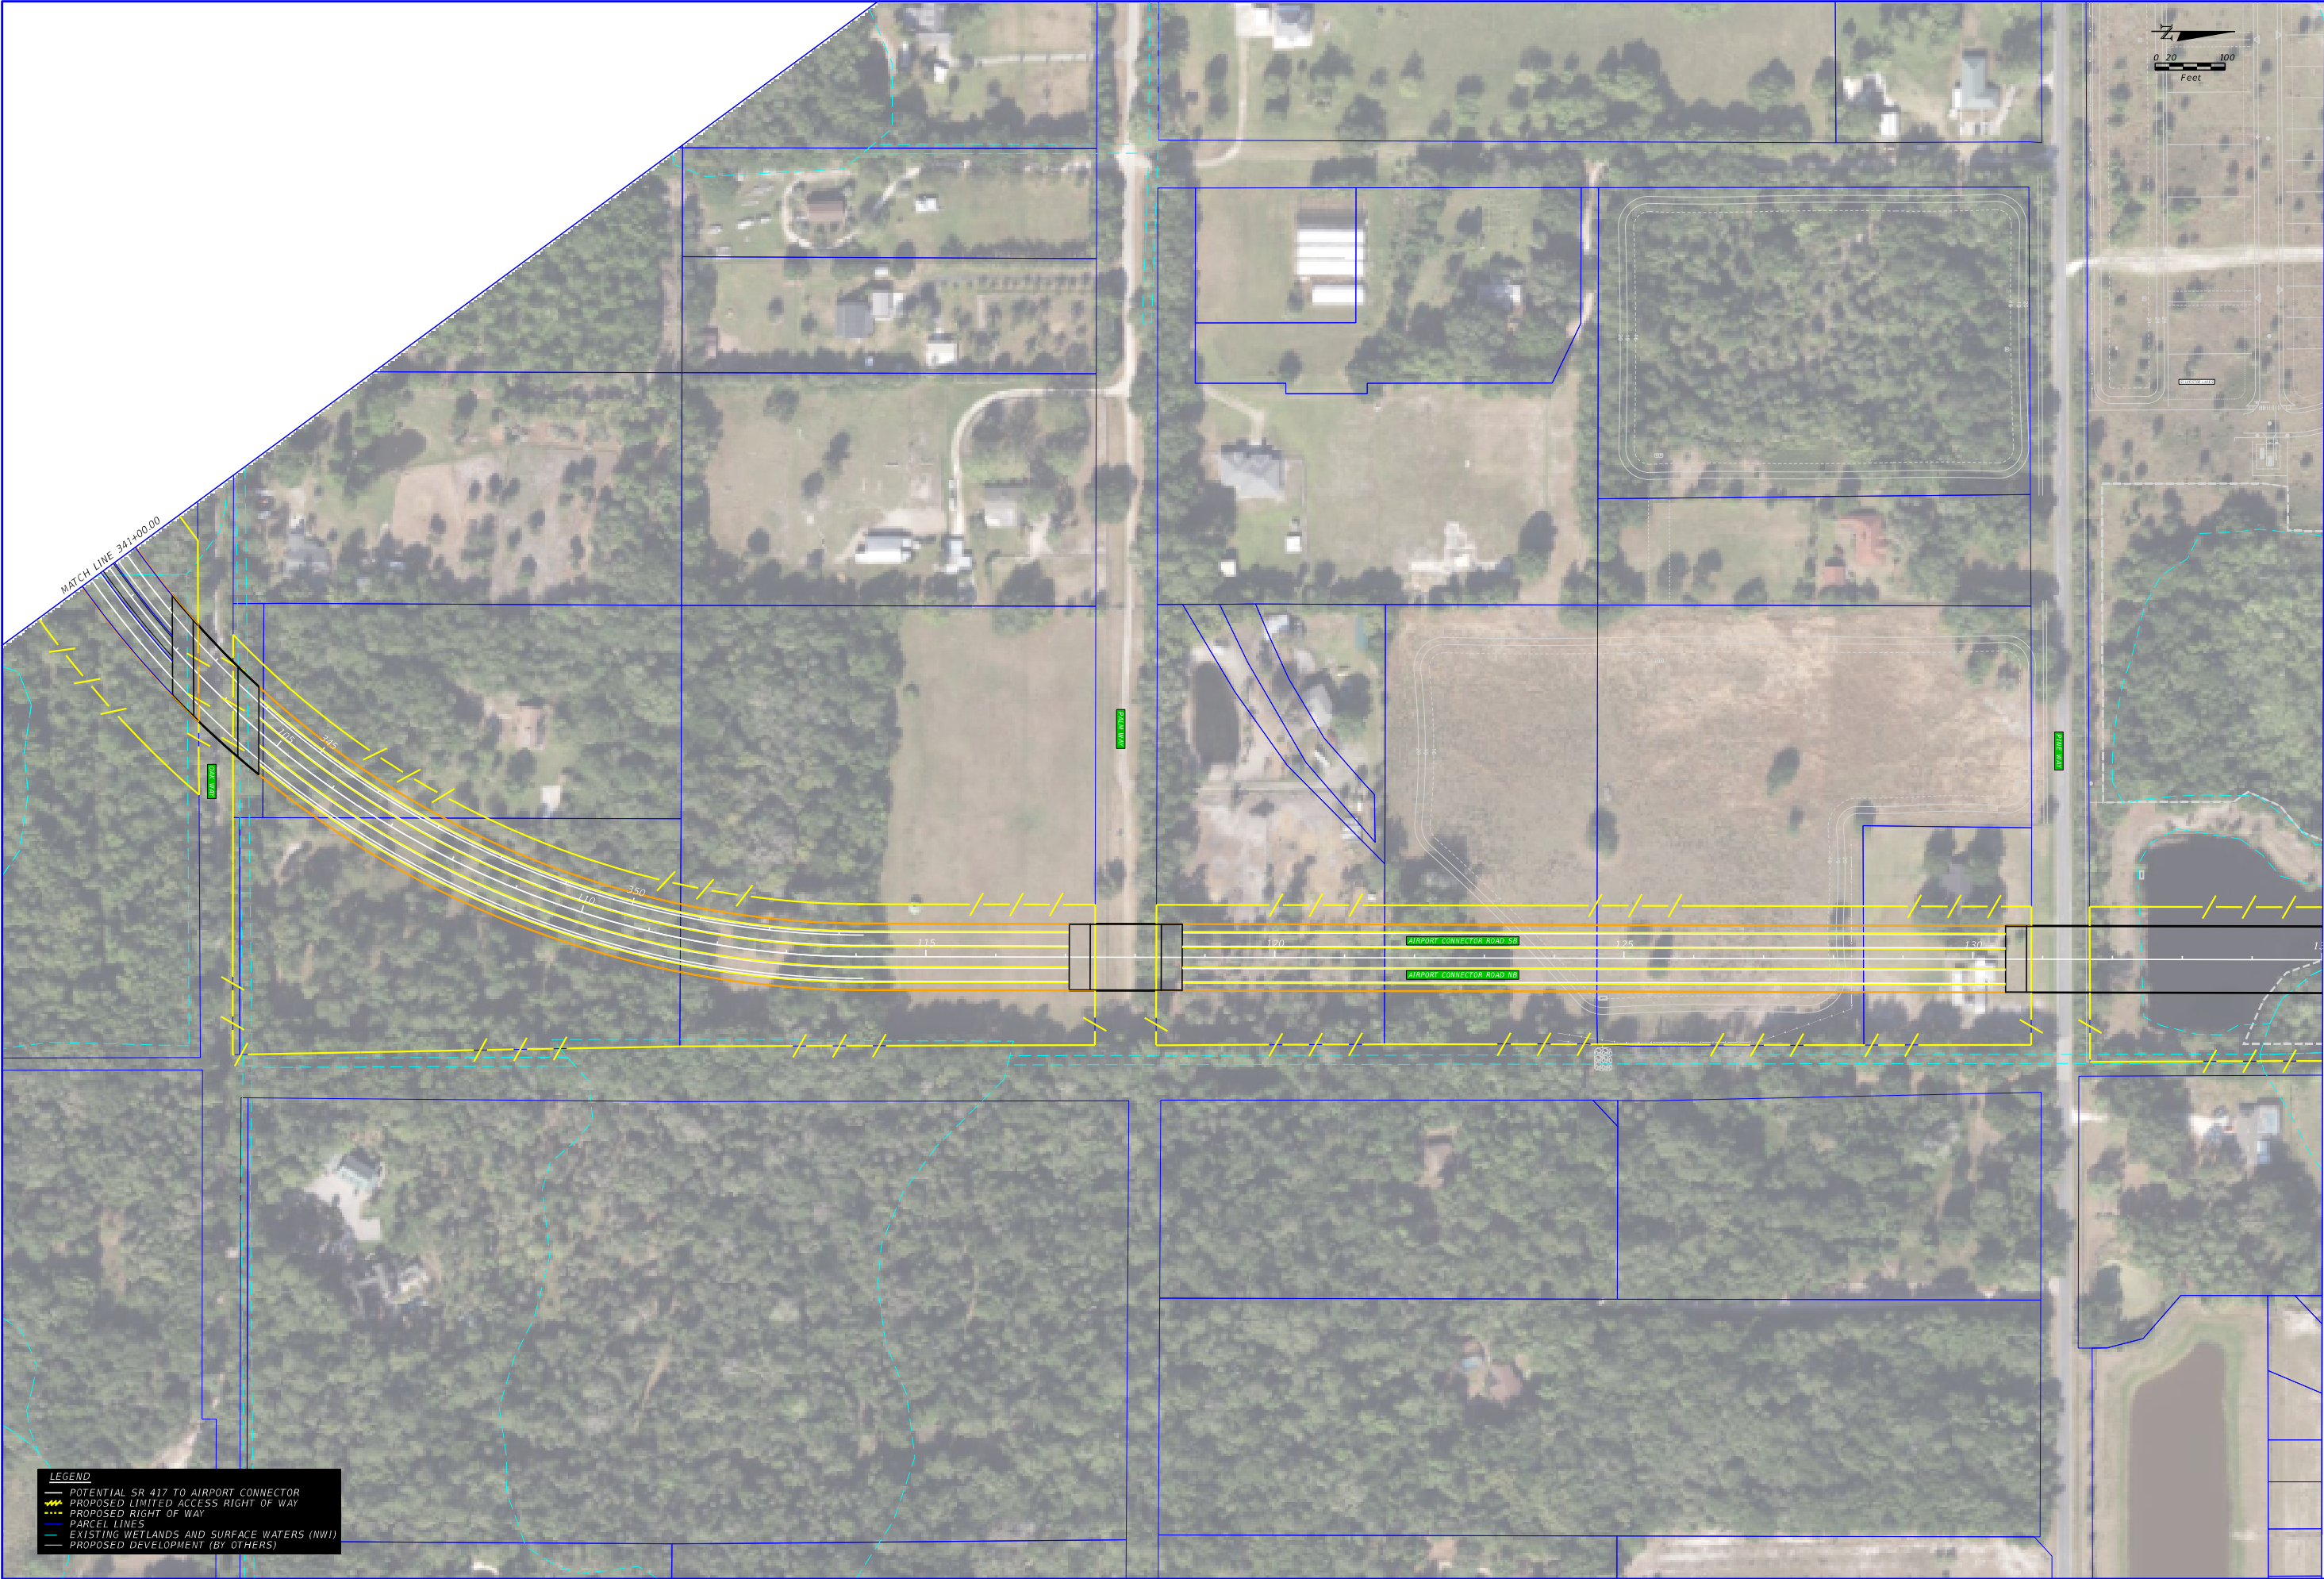 N
0 20 100
Feet
MATCH LINE 341+00.00
105
345
OAK WAY
PALM WAY
PINE WAY
350
110
115
120
125
130
AIRPORT CONNECTOR ROAD SB
AIRPORT CONNECTOR ROAD NB
LEGEND
POTENTIAL SR 417 TO AIRPORT CONNECTOR
PROPOSED LIMITED ACCESS RIGHT OF WAY
PROPOSED RIGHT OF WAY
PARCEL LINES
EXISTING WETLANDS AND SURFACE WATERS (NWI)
PROPOSED DEVELOPMENT (BY OTHERS)